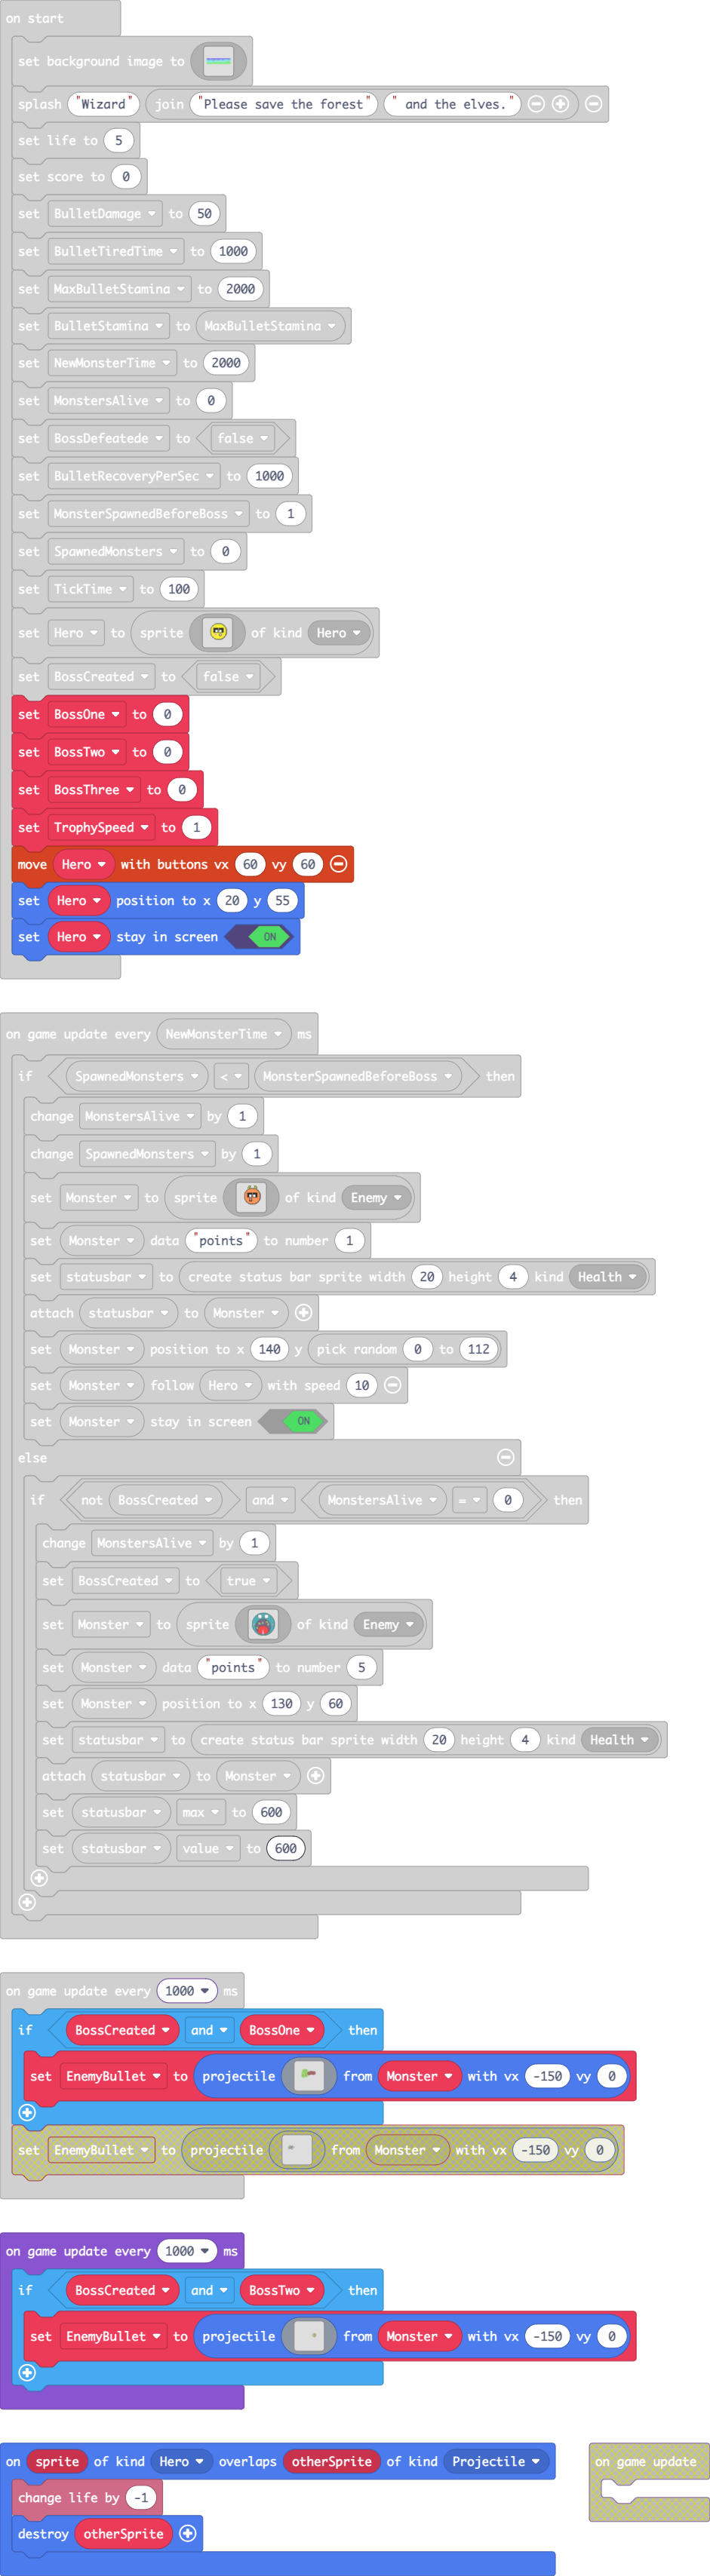 on start
set background image to
splash "Wizard" join "Please save the forest" " and the elves."
set life to 5
set score to 0
set BulletDamage to 50
set BulletTiredTime to 1000
set MaxBulletStamina to 2000
set BulletStamina to MaxBulletStamina
set NewMonsterTime to 2000
set MonstersAlive to 0
set BossDefeatede to false
set BulletRecoveryPerSec to 1000
set MonsterSpawnedBeforeBoss to 1
set SpawnedMonsters to 0
set TickTime to 100
set Hero to sprite of kind Hero
set BossCreated to false
set BossOne to 0
set BossTwo to 0
set BossThree to 0
set TrophySpeed to 1
move Hero with buttons vx 60 vy 60
set Hero position to x 20 y 55
set Hero stay in screen ON
on game update every NewMonsterTime ms
if SpawnedMonsters < MonsterSpawnedBeforeBoss then
change MonstersAlive by 1
change SpawnedMonsters by 1
set Monster to sprite of kind Enemy
set Monster data "points" to number 1
set statusbar to create status bar sprite width 20 height 4 kind Health
attach statusbar to Monster
set Monster position to x 140 y pick random 0 to 112
set Monster follow Hero with speed 10
set Monster stay in screen ON
else
if not BossCreated and MonstersAlive = 0 then
change MonstersAlive by 1
set BossCreated to true
set Monster to sprite of kind Enemy
set Monster data "points" to number 5
set Monster position to x 130 y 60
set statusbar to create status bar sprite width 20 height 4 kind Health
attach statusbar to Monster
set statusbar max to 600
set statusbar value to 600
on game update every 1000 ms
if BossCreated and BossOne then
set EnemyBullet to projectile from Monster with vx -150 vy 0
set EnemyBullet to projectile from Monster with vx -150 vy 0
on game update every 1000 ms
if BossCreated and BossTwo then
set EnemyBullet to projectile from Monster with vx -150 vy 0
on sprite of kind Hero overlaps otherSprite of kind Projectile
change life by -1
destroy otherSprite
on game update